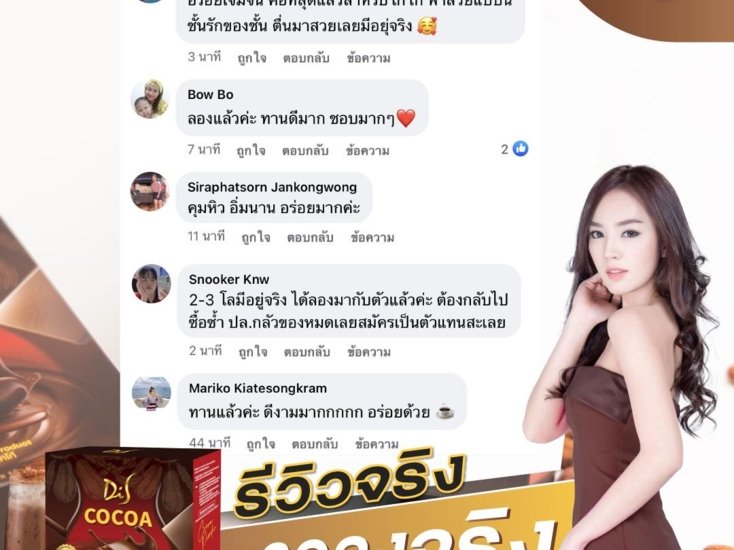 ชั้นรักของชั้น ดื่มมาสวยเลยมีอยู่จริง 🥰
3 นาที ถูกใจ ตอบกลับ ข้อความ
Bow Bo
ลองแล้วค่ะ ทานดีมาก ชอบมากๆ❤️
7 นาที ถูกใจ ตอบกลับ ข้อความ 2
Siraphatsorn Jankongwong
คุมหิว อิ่มนาน อร่อยมากค่ะ
11 นาที ถูกใจ ตอบกลับ ข้อความ
Snooker Knw
2-3 โลมีอยู่จริง ได้ลองมากับตัวแล้วค่ะ ต้องกลับไป
ซื้อซ้ำ ปล.กลัวของหมดเลยสมัครเป็นตัวแทนสะเลย
2 นาที ถูกใจ ตอบกลับ ข้อความ
Mariko Kiatesongkram
ทานแล้วค่ะ ดีงามมากกกกก อร่อยด้วย ☕
44 นาที ถูกใจ ตอบกลับ ข้อความ
DiS
COCOA
รีวิวจริง